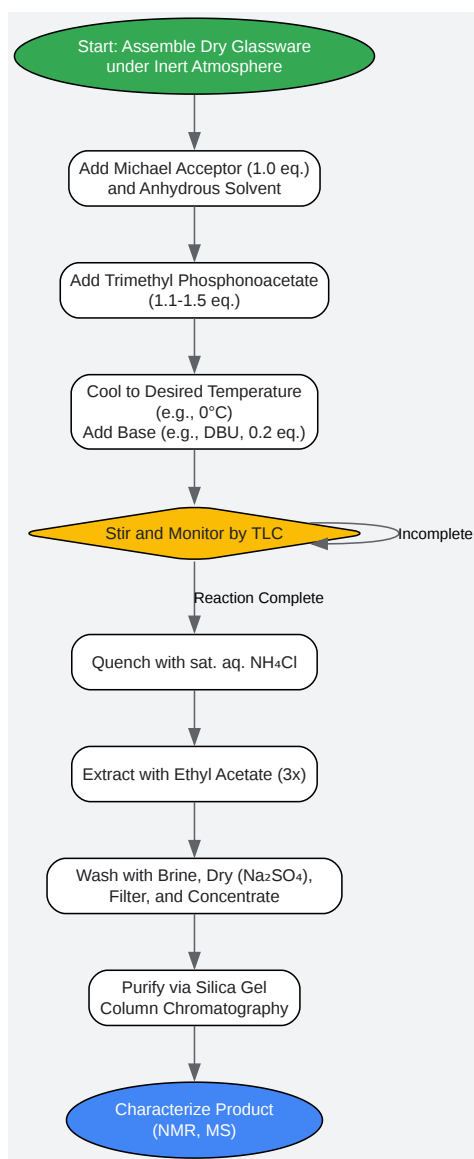 Start: Assemble Dry Glassware
under Inert Atmosphere
Add Michael Acceptor (1.0 eq.)
and Anhydrous Solvent
Add Trimethyl Phosphonoacetate
(1.1-1.5 eq.)
Cool to Desired Temperature
(e.g., 0°C)
Add Base (e.g., DBU, 0.2 eq.)
Stir and Monitor by TLC
Incomplete
Reaction Complete
Quench with sat. aq. NH₄Cl
Extract with Ethyl Acetate (3x)
Wash with Brine, Dry (Na₂SO₄),
Filter, and Concentrate
Purify via Silica Gel
Column Chromatography
Characterize Product
(NMR, MS)